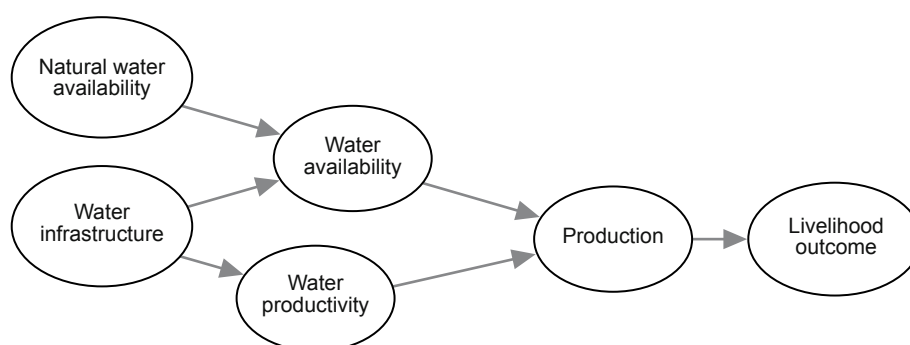 Natural water
availability
Water
availability
Water
infrastructure
Water
productivity
Production
Livelihood
outcome